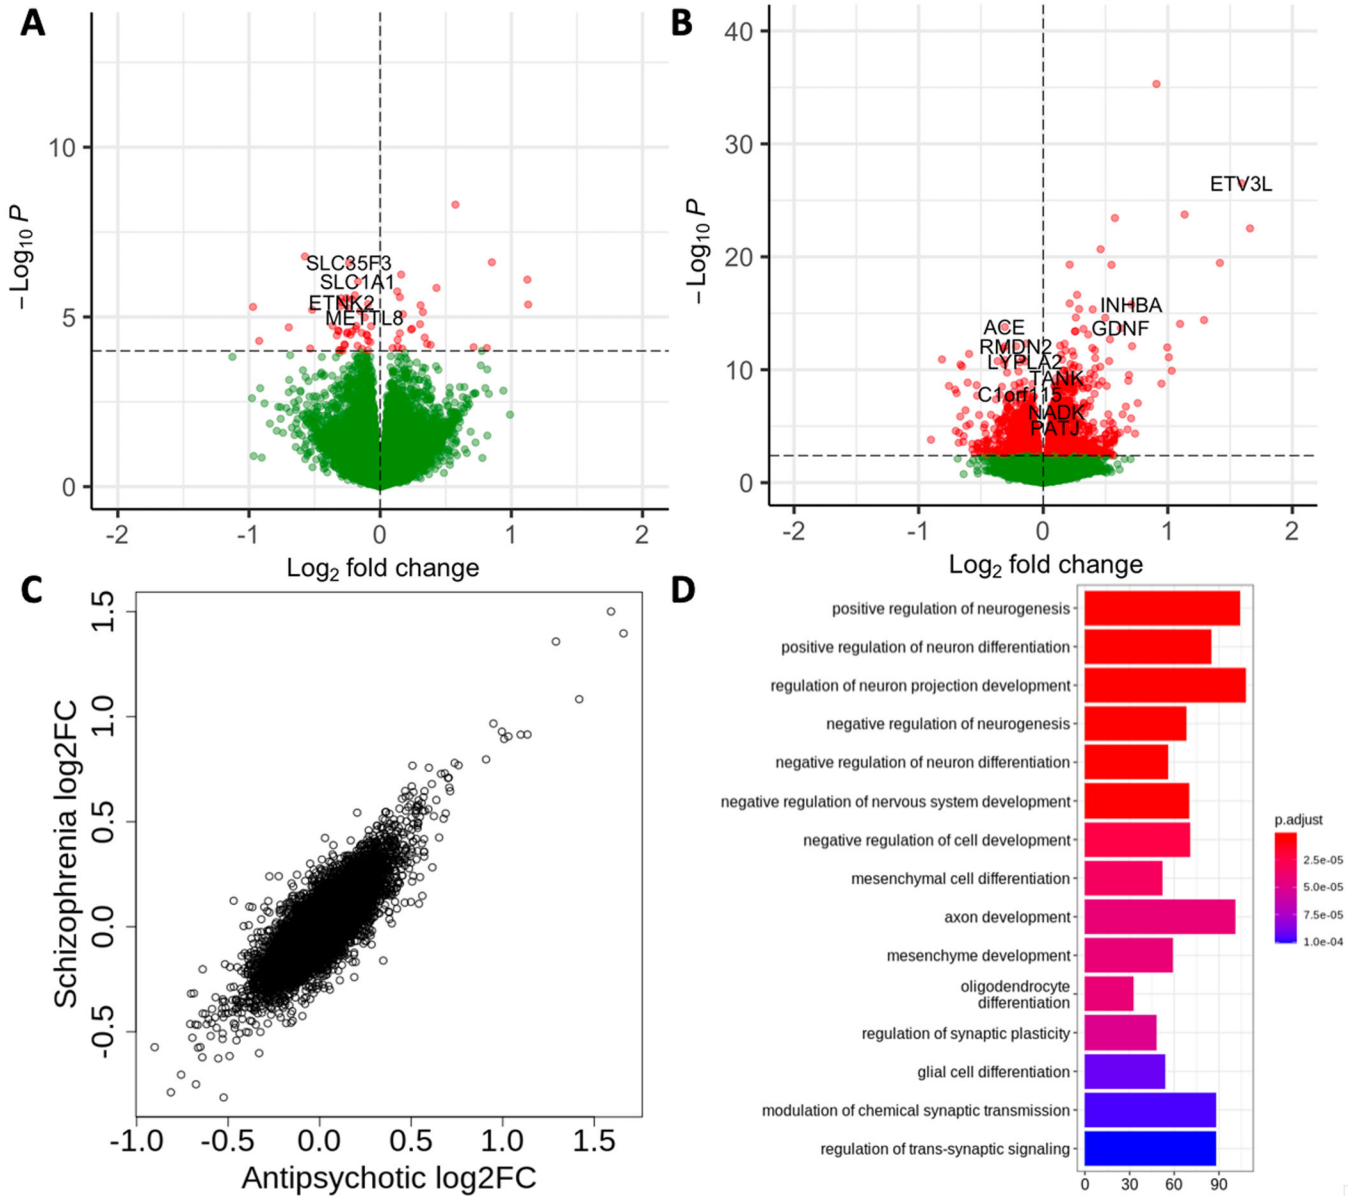 A
10
5
0
-2
-1
0
1
2
−Log10 P
Log2 fold change
SLC35F3
SLC1A1
ETNK2
METTL8
B
40
30
20
10
0
-2
-1
0
1
2
−Log10 P
Log2 fold change
ETV3L
INHBA
GDNF
ACE
RMDN2
LYPLA2
TANK
C1orf115
NADK
PATJ
C
1.5
1.0
0.5
0.0
-0.5
Schizophrenia log2FC
-1.0
-0.5
0.0
0.5
1.0
1.5
Antipsychotic log2FC
D
positive regulation of neurogenesis
positive regulation of neuron differentiation
regulation of neuron projection development
negative regulation of neurogenesis
negative regulation of neuron differentiation
negative regulation of nervous system development
negative regulation of cell development
mesenchymal cell differentiation
axon development
mesenchyme development
oligodendrocyte
differentiation
regulation of synaptic plasticity
glial cell differentiation
modulation of chemical synaptic transmission
regulation of trans-synaptic signaling
0
30
60
90
p.adjust
2.5e-05
5.0e-05
7.5e-05
1.0e-04